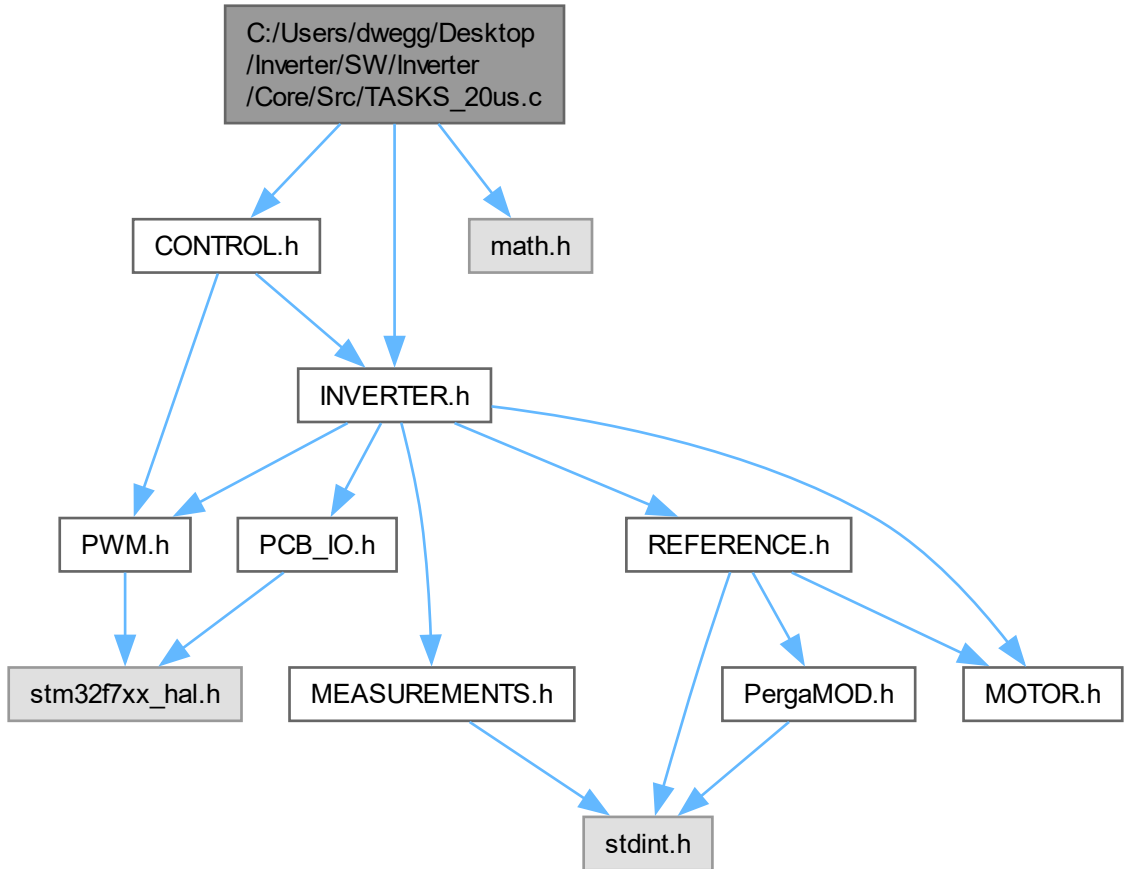 C:/Users/dwegg/Desktop
/Inverter/SW/Inverter
/Core/Src/TASKS_20us.c
CONTROL.h
math.h
INVERTER.h
PWM.h
PCB_IO.h
REFERENCE.h
stm32f7xx_hal.h
MEASUREMENTS.h
PergaMOD.h
MOTOR.h
stdint.h